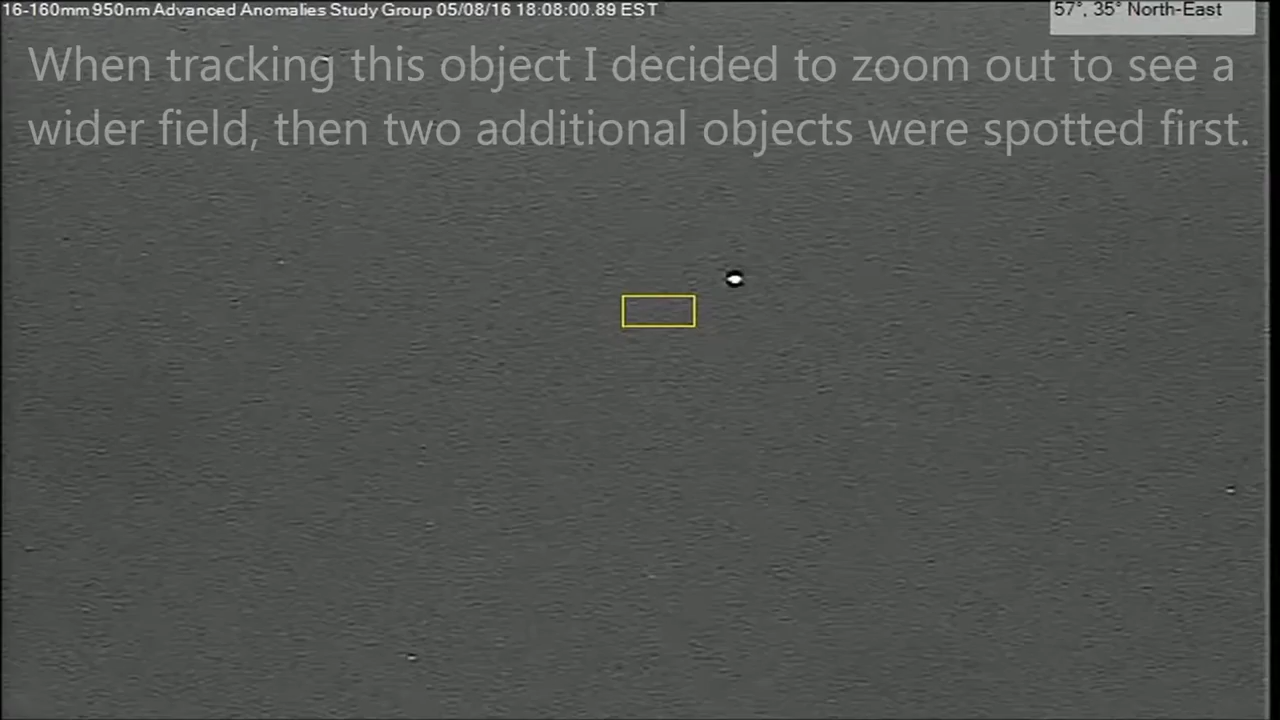 16-160mm 950nm Advanced Anomalies Study Group 05/08/16 18:08:00.89 EST
57°, 35° North-East
When tracking this object I decided to zoom out to see a
wider field, then two additional objects were spotted first.